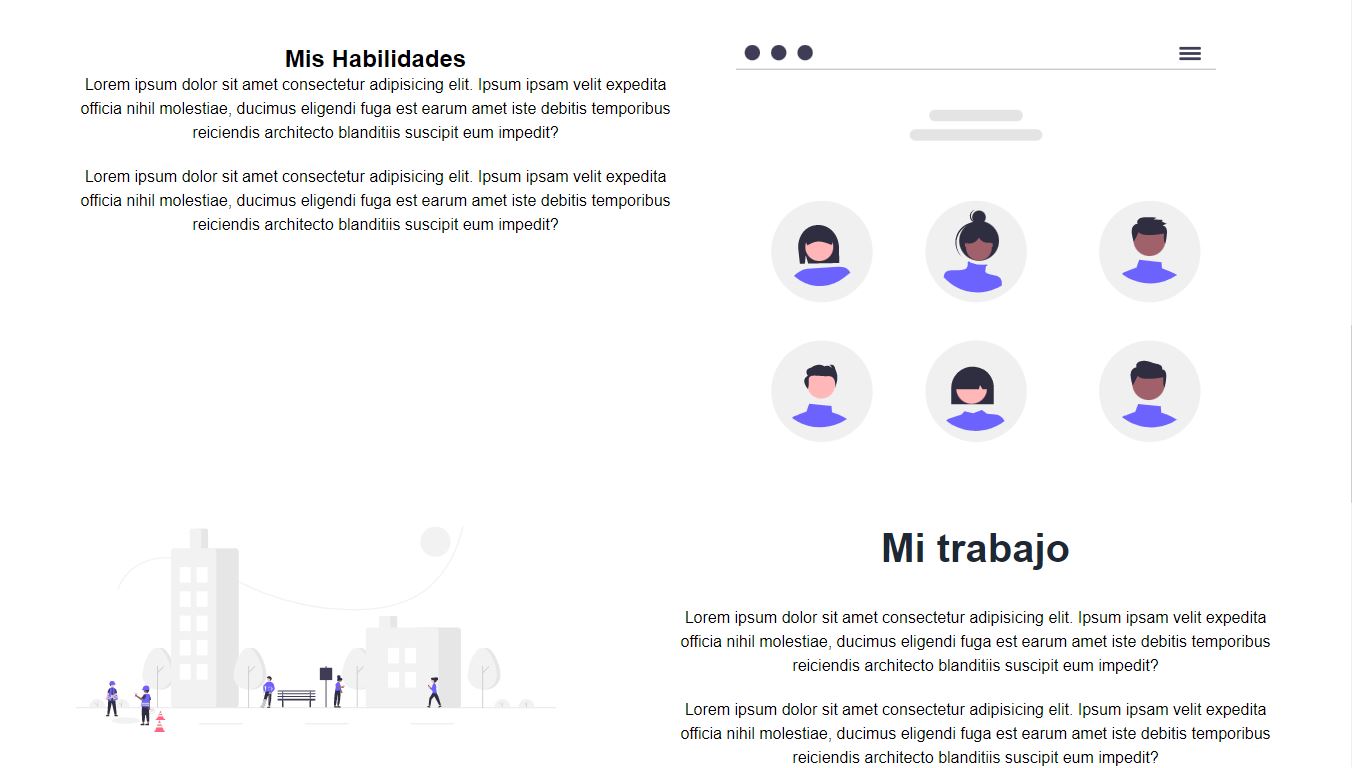 Mis Habilidades
Lorem ipsum dolor sit amet consectetur adipisicing elit. Ipsum ipsam velit expedita
officia nihil molestiae, ducimus eligendi fuga est earum amet iste debitis temporibus
reiciendis architecto blanditiis suscipit eum impedit?
Lorem ipsum dolor sit amet consectetur adipisicing elit. Ipsum ipsam velit expedita
officia nihil molestiae, ducimus eligendi fuga est earum amet iste debitis temporibus
reiciendis architecto blanditiis suscipit eum impedit?
Mi trabajo
Lorem ipsum dolor sit amet consectetur adipisicing elit. Ipsum ipsam velit expedita
officia nihil molestiae, ducimus eligendi fuga est earum amet iste debitis temporibus
reiciendis architecto blanditiis suscipit eum impedit?
Lorem ipsum dolor sit amet consectetur adipisicing elit. Ipsum ipsam velit expedita
officia nihil molestiae, ducimus eligendi fuga est earum amet iste debitis temporibus
reiciendis architecto blanditiis suscipit eum impedit?